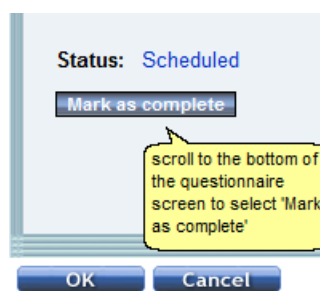 Status: Scheduled
Mark as complete
scroll to the bottom of
the questionnaire
screen to select 'Mark
as complete'
OK Cancel